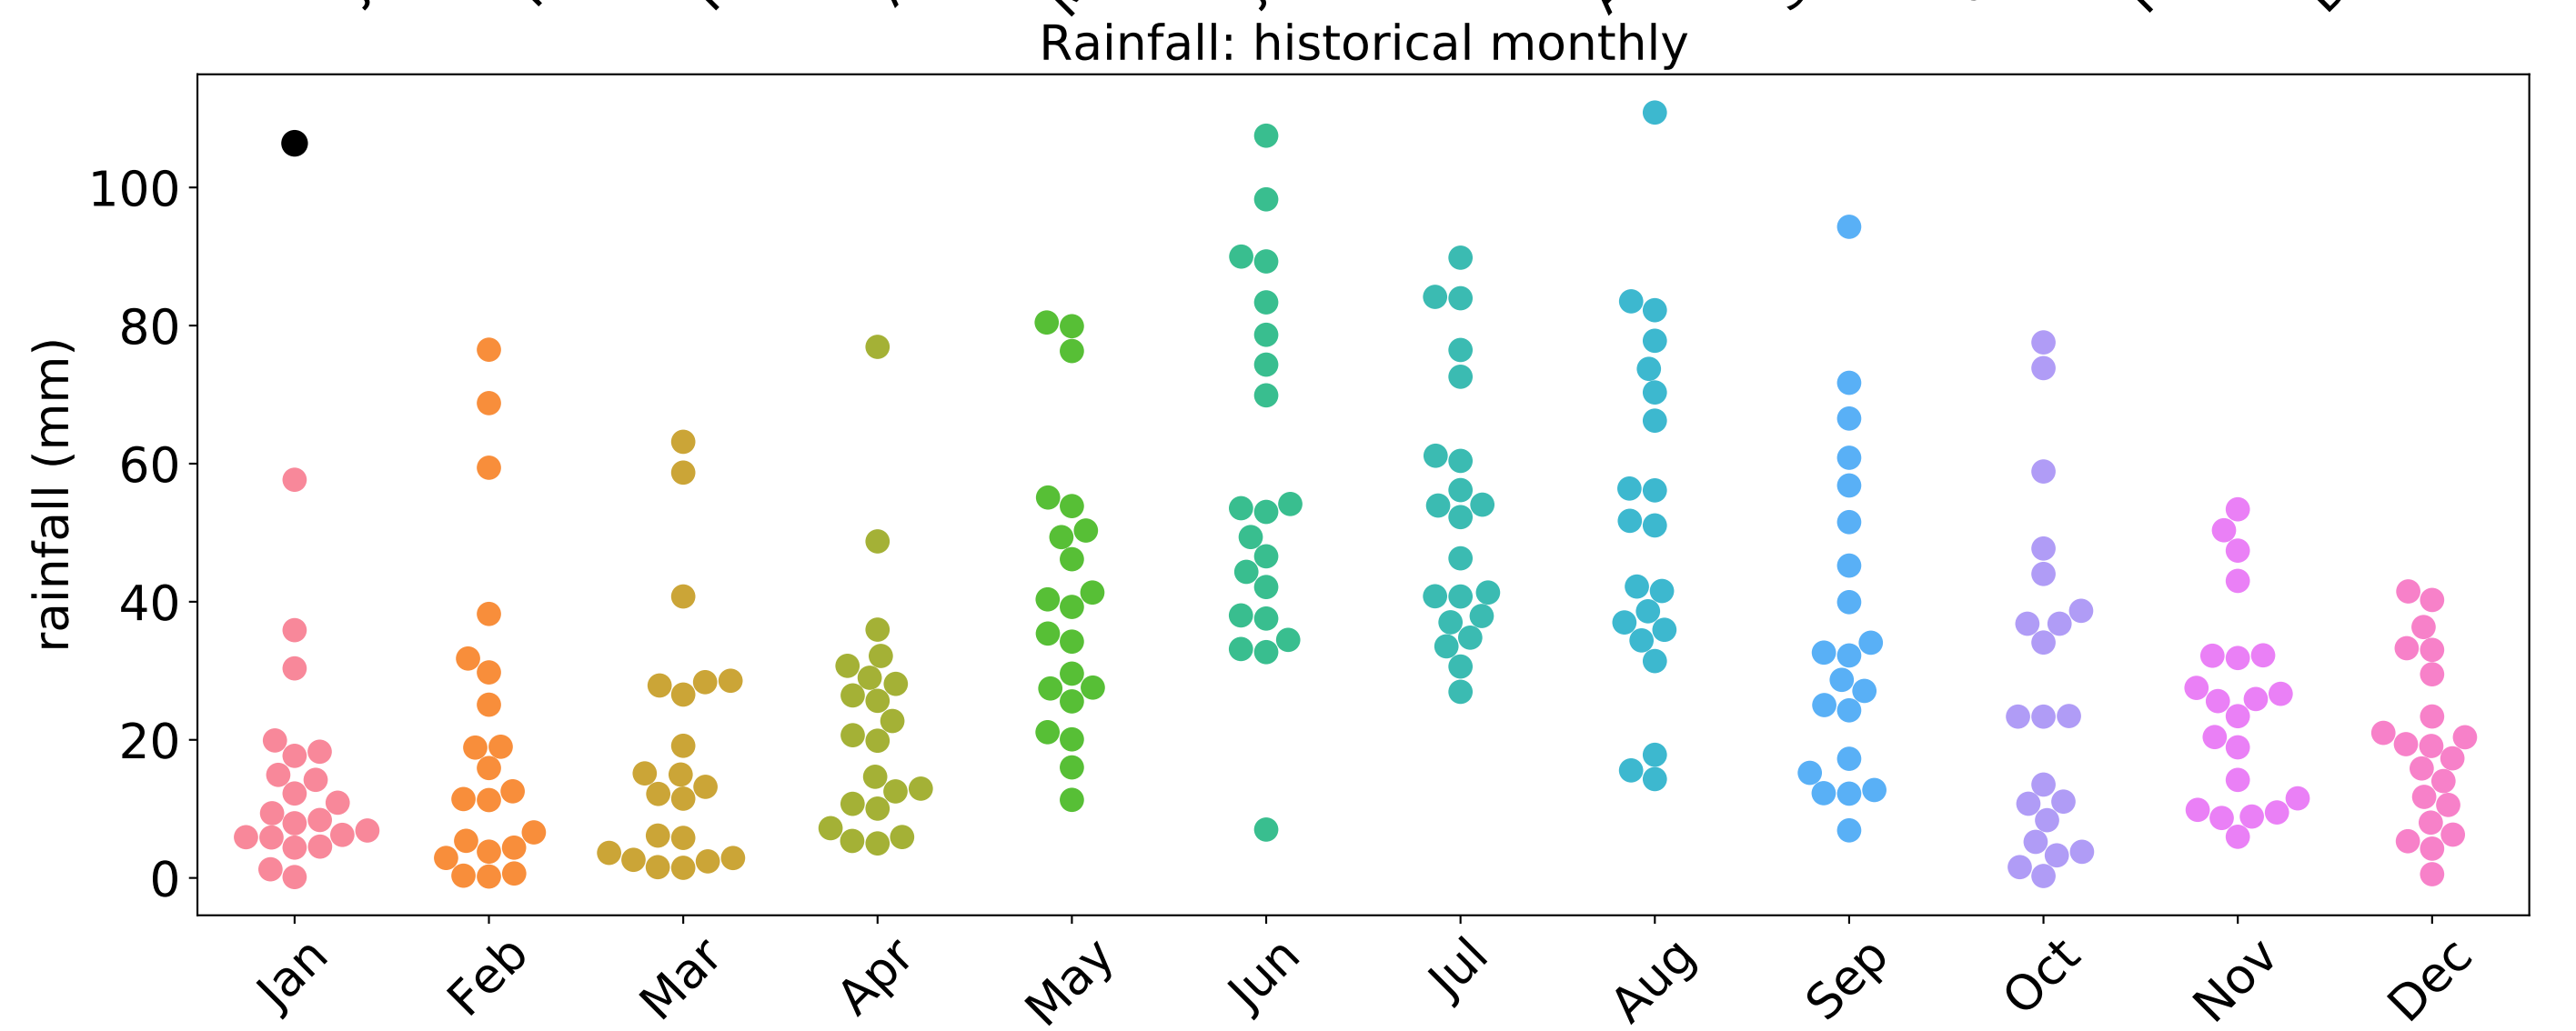 Rainfall: historical monthly
rainfall (mm)
100
80
60
40
20
0
Jan
Feb
Mar
Apr
May
Jun
Jul
Aug
Sep
Oct
Nov
Dec